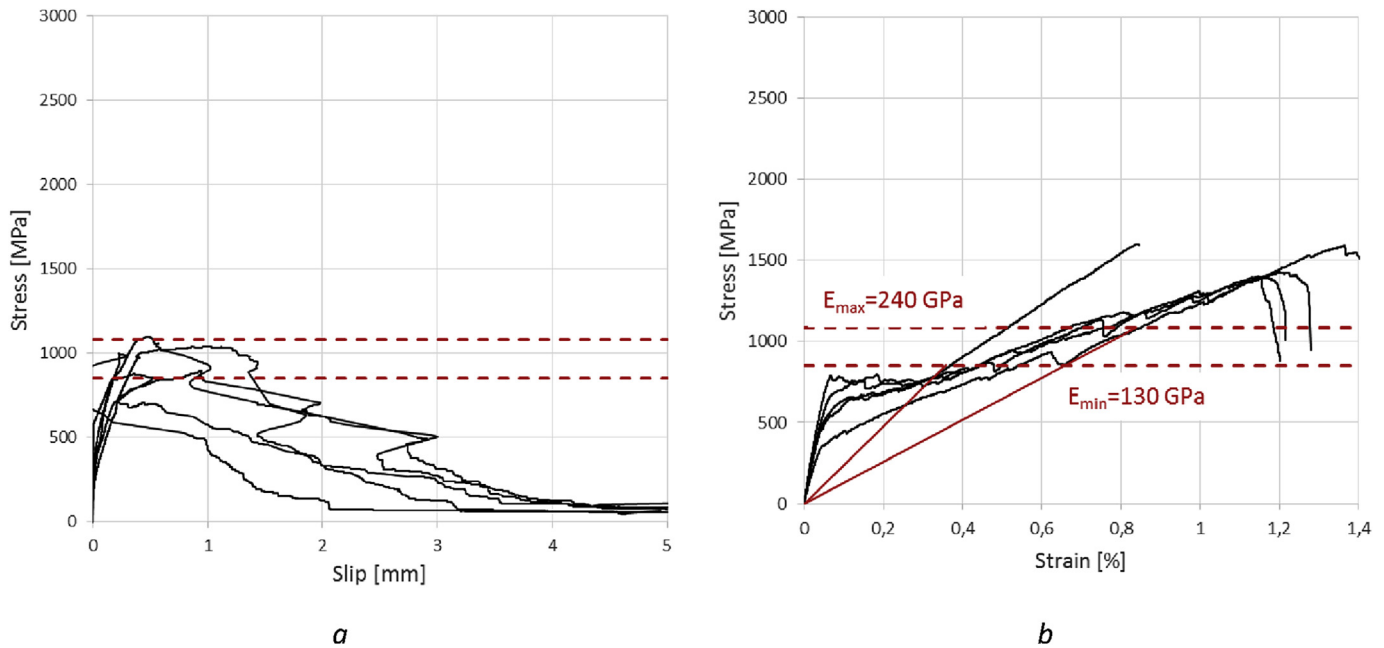 3000
2500
2000
1500
1000
500
0
Stress [MPa]
0 1 2 3 4 5
Slip [mm]
a
3000
2500
2000
1500
1000
500
0
Stress [MPa]
Emax=240 GPa
Emin=130 GPa
0 0,2 0,4 0,6 0,8 1 1,2 1,4
Strain [%]
b